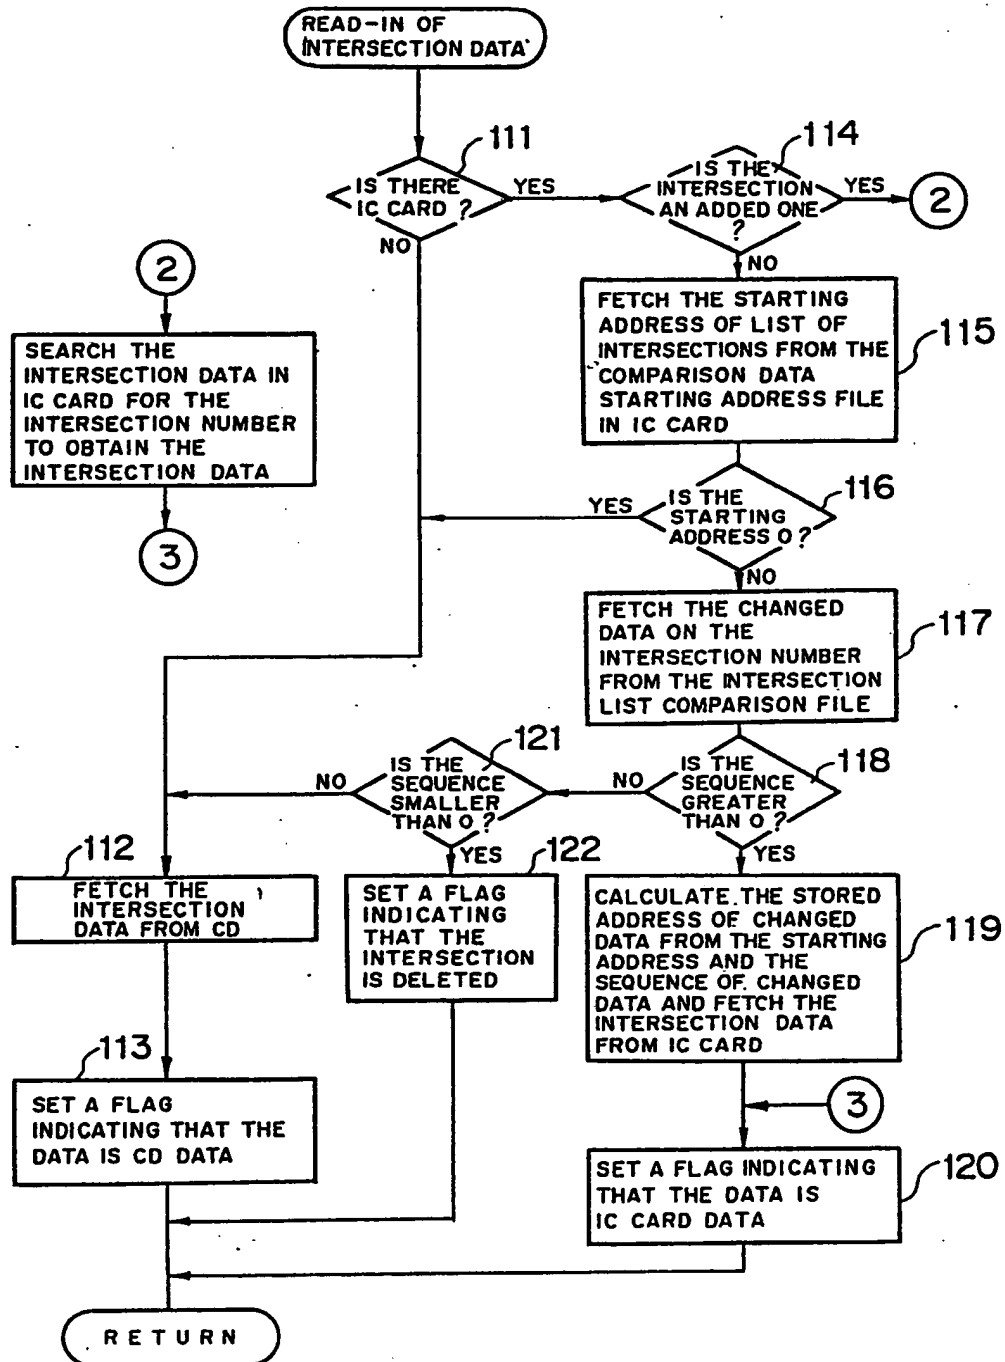 READ-IN OF
INTERSECTION DATA
111
IS THERE
IC CARD ?
YES
NO
114
IS THE
INTERSECTION
AN ADDED ONE
?
YES
2
NO
2
SEARCH THE
INTERSECTION DATA IN
IC CARD FOR THE
INTERSECTION NUMBER
TO OBTAIN THE
INTERSECTION DATA
3
FETCH THE STARTING
ADDRESS OF LIST OF
INTERSECTIONS FROM THE
COMPARISON DATA
STARTING ADDRESS FILE
IN IC CARD
115
116
IS THE
STARTING
ADDRESS 0 ?
YES
NO
FETCH THE CHANGED
DATA ON THE
INTERSECTION NUMBER
FROM THE INTERSECTION
LIST COMPARISON FILE
117
118
IS THE
SEQUENCE
GREATER
THAN 0 ?
NO
YES
121
IS THE
SEQUENCE
SMALLER
THAN 0 ?
NO
YES
112
FETCH THE
INTERSECTION
DATA FROM CD
122
SET A FLAG
INDICATING
THAT THE
INTERSECTION
IS DELETED
CALCULATE THE STORED
ADDRESS OF CHANGED
DATA FROM THE STARTING
ADDRESS AND THE
SEQUENCE OF CHANGED
DATA AND FETCH THE
INTERSECTION DATA
FROM IC CARD
119
113
SET A FLAG
INDICATING THAT THE
DATA IS CD DATA
3
SET A FLAG INDICATING
THAT THE DATA IS
IC CARD DATA
120
RETURN